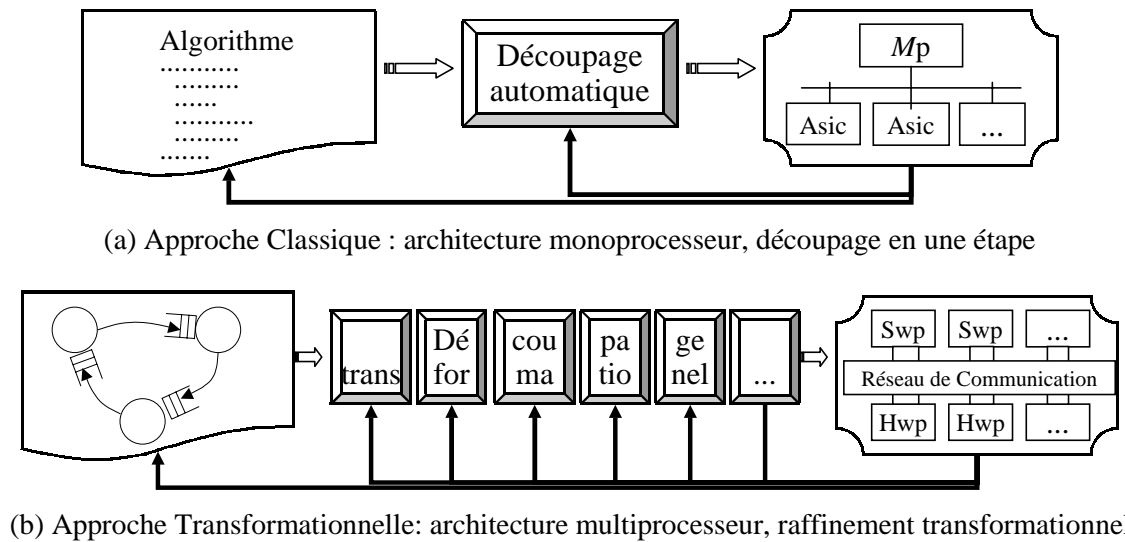 Algorithme
...........
.........
......
...........
.........
.......
Découpage
automatique
Mp
Asic
Asic
...
(a) Approche Classique : architecture monoprocesseur, découpage en une étape
trans
Dé
for
cou
ma
pa
tio
ge
nel
...
Swp
Swp
...
Réseau de Communication
Hwp
Hwp
...
(b) Approche Transformationnelle: architecture multiprocesseur, raffinement transformationnel